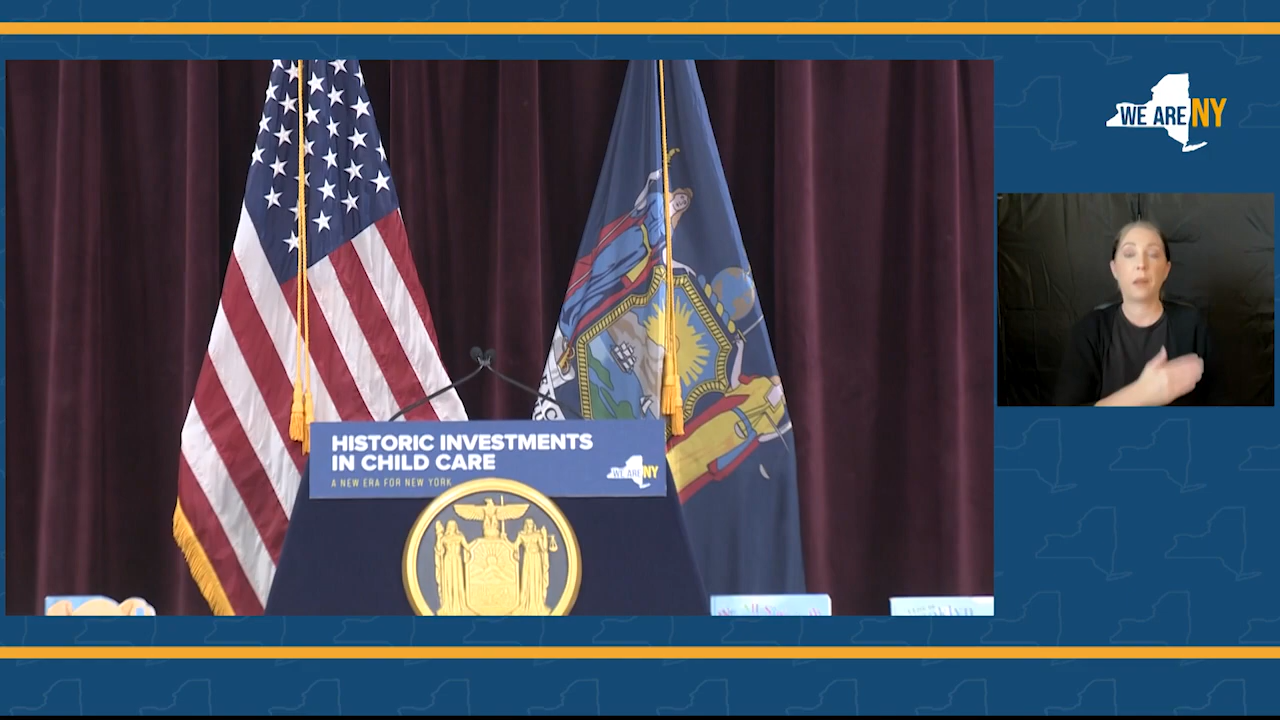 WE ARE NY
HISTORIC INVESTMENTS
IN CHILD CARE
A NEW ERA FOR NEW YORK
WE ARE NY